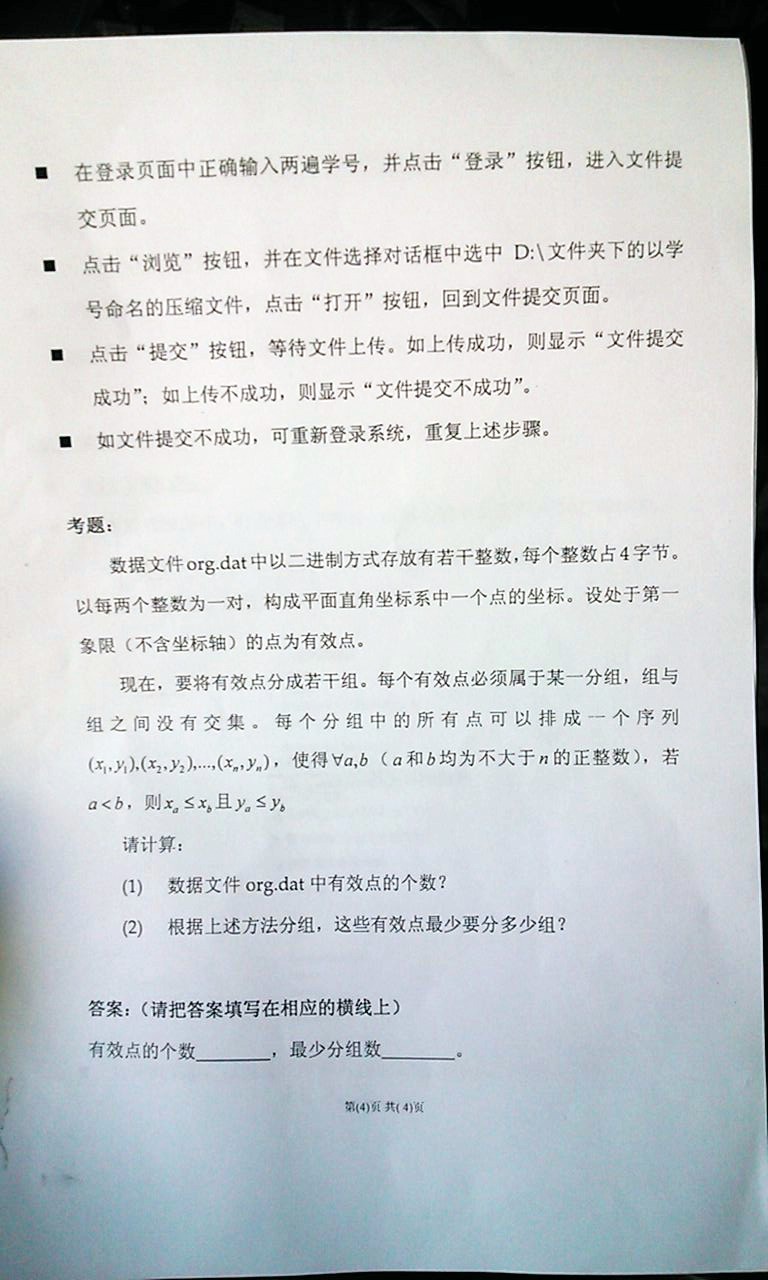 ■ 在登录页面中正确输入两遍学号，并点击“登录”按钮，进入文件提
交页面。
■ 点击“浏览”按钮，并在文件选择对话框中选中 D:\文件夹下的以学
号命名的压缩文件，点击“打开”按钮，回到文件提交页面。
■ 点击“提交”按钮，等待文件上传。如上传成功，则显示“文件提交
成功”；如上传不成功，则显示“文件提交不成功”。
■ 如文件提交不成功，可重新登录系统，重复上述步骤。
考题：
数据文件org.dat中以二进制方式存放有若干整数，每个整数占4字节。
以每两个整数为一对，构成平面直角坐标系中一个点的坐标。设处于第一
象限（不含坐标轴）的点为有效点。
现在，要将有效点分成若干组。每个有效点必须属于某一分组，组与
组之间没有交集。每个分组中的所有点可以排成一个序列
(x₁,y₁),(x₂,y₂),...,(xₙ,yₙ)，使得∀a,b（a和b均为不大于n的正整数），若
a<b，则xₐ≤x_b且yₐ≤y_b
请计算：
(1) 数据文件 org.dat 中有效点的个数？
(2) 根据上述方法分组，这些有效点最少要分多少组？
答案：（请把答案填写在相应的横线上）
有效点的个数________，最少分组数________。
第(4)页 共( 4)页